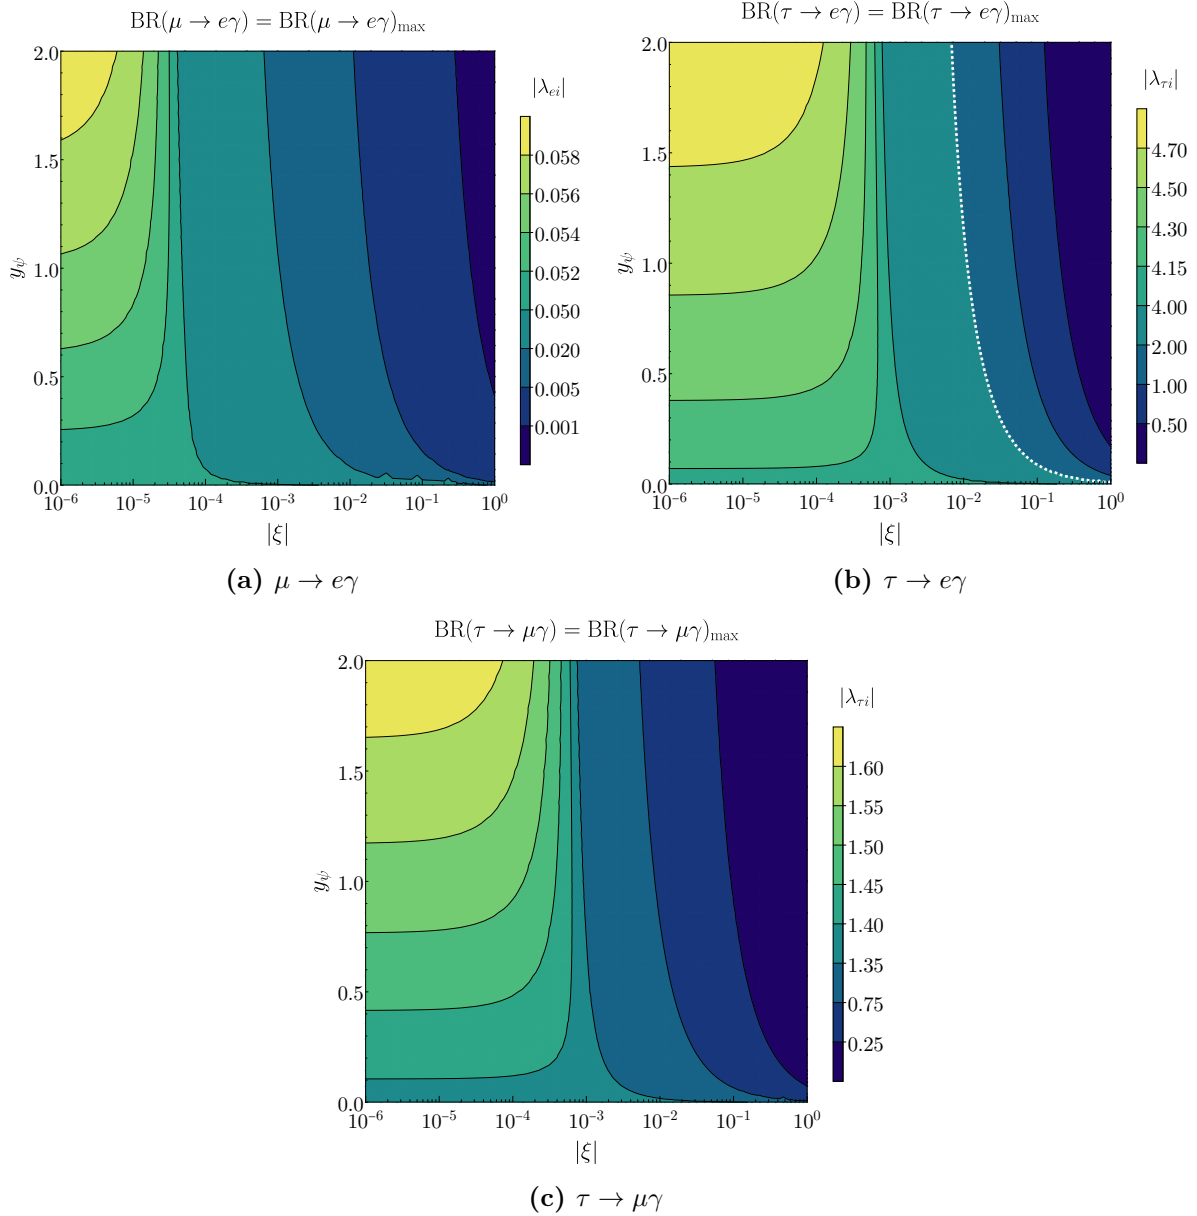 BR(μ → eγ) = BR(μ → eγ)max
2.0
1.5
1.0
0.5
0.0
yψ
10⁻⁶ 10⁻⁵ 10⁻⁴ 10⁻³ 10⁻² 10⁻¹ 10⁰
|ξ|
|λei|
0.058
0.056
0.054
0.052
0.050
0.020
0.005
0.001
(a) μ → eγ
BR(τ → eγ) = BR(τ → eγ)max
2.0
1.5
1.0
0.5
0.0
yψ
10⁻⁶ 10⁻⁵ 10⁻⁴ 10⁻³ 10⁻² 10⁻¹ 10⁰
|ξ|
|λτi|
4.70
4.50
4.30
4.15
4.00
2.00
1.00
0.50
(b) τ → eγ
BR(τ → μγ) = BR(τ → μγ)max
2.0
1.5
1.0
0.5
0.0
yψ
10⁻⁶ 10⁻⁵ 10⁻⁴ 10⁻³ 10⁻² 10⁻¹ 10⁰
|ξ|
|λτi|
1.60
1.55
1.50
1.45
1.40
1.35
0.75
0.25
(c) τ → μγ